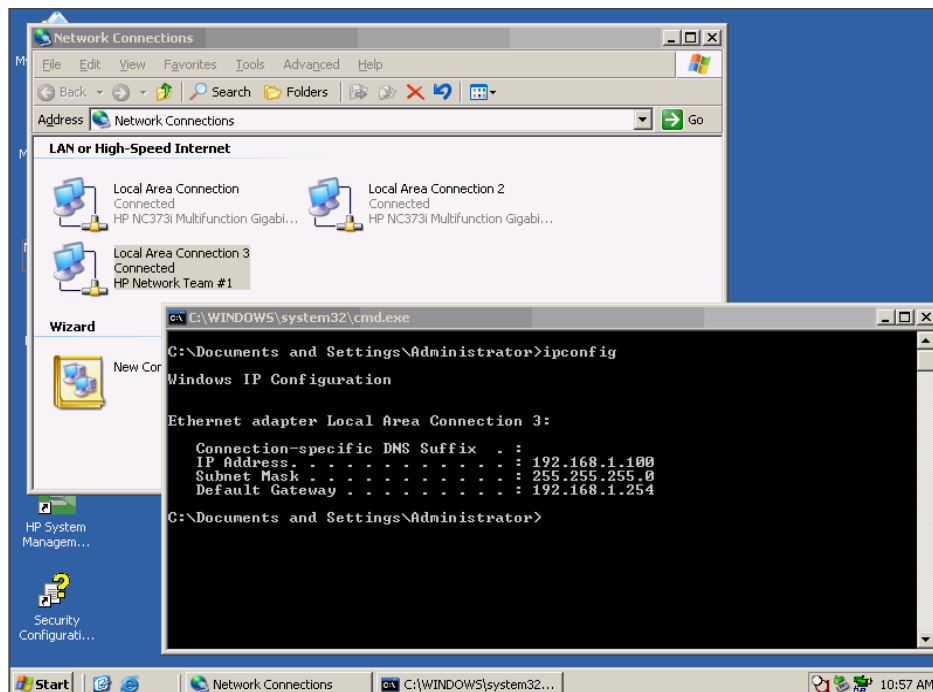 Network Connections
File Edit View Favorites Tools Advanced Help
Back Search Folders
Address Network Connections Go
LAN or High-Speed Internet
Local Area Connection
Connected
HP NC373i Multifunction Gigabi...
Local Area Connection 2
Connected
HP NC373i Multifunction Gigabi...
Local Area Connection 3
Connected
HP Network Team #1
Wizard
New Cor
C:\WINDOWS\system32\cmd.exe
C:\Documents and Settings\Administrator>ipconfig
Windows IP Configuration
Ethernet adapter Local Area Connection 3:
Connection-specific DNS Suffix . :
IP Address. . . . . . . . . . . . : 192.168.1.100
Subnet Mask . . . . . . . . . . . : 255.255.255.0
Default Gateway . . . . . . . . . : 192.168.1.254
C:\Documents and Settings\Administrator>
HP System
Managem...
Security
Configurati...
Start Network Connections C:\WINDOWS\system32... 10:57 AM